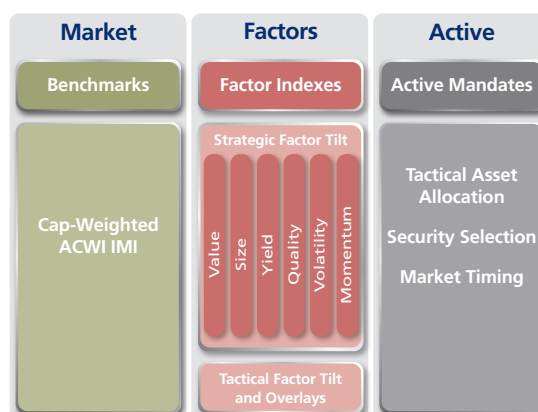 Market
Benchmarks
Cap-Weighted
ACWI IMI
Factors
Factor Indexes
Strategic Factor Tilt
Value
Size
Yield
Quality
Volatility
Momentum
Tactical Factor Tilt
and Overlays
Active
Active Mandates
Tactical Asset
Allocation
Security Selection
Market Timing